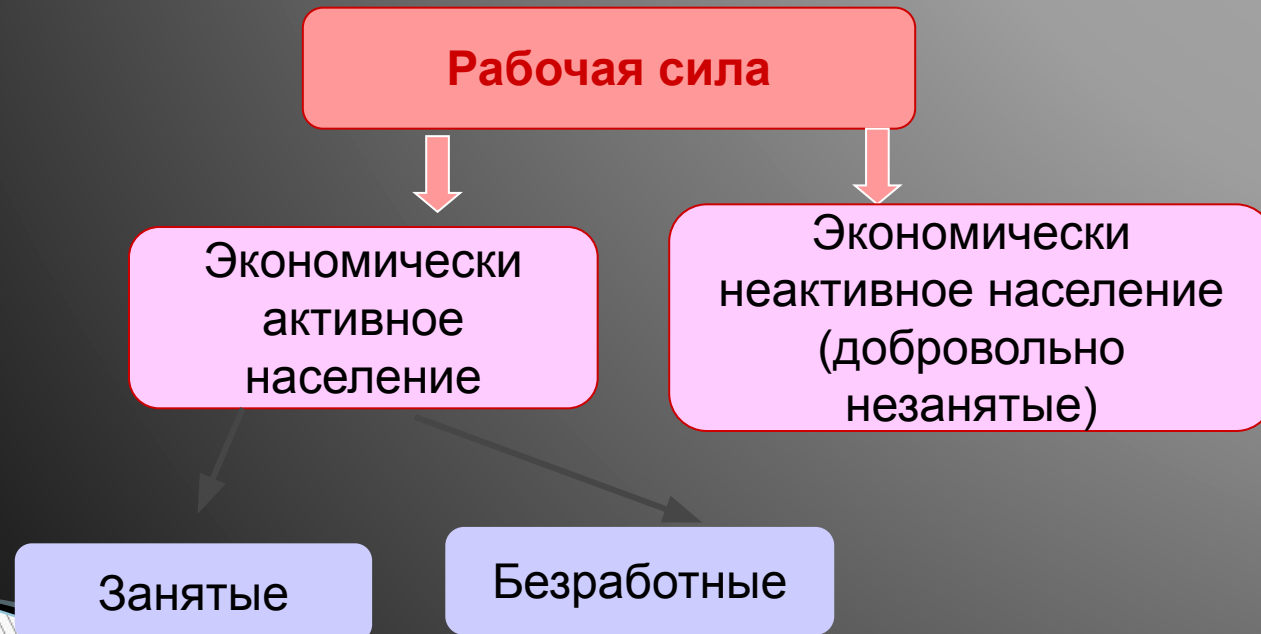 Рабочая сила
Экономически
активное
население
Экономически
неактивное население
(добровольно
незанятые)
Занятые
Безработные